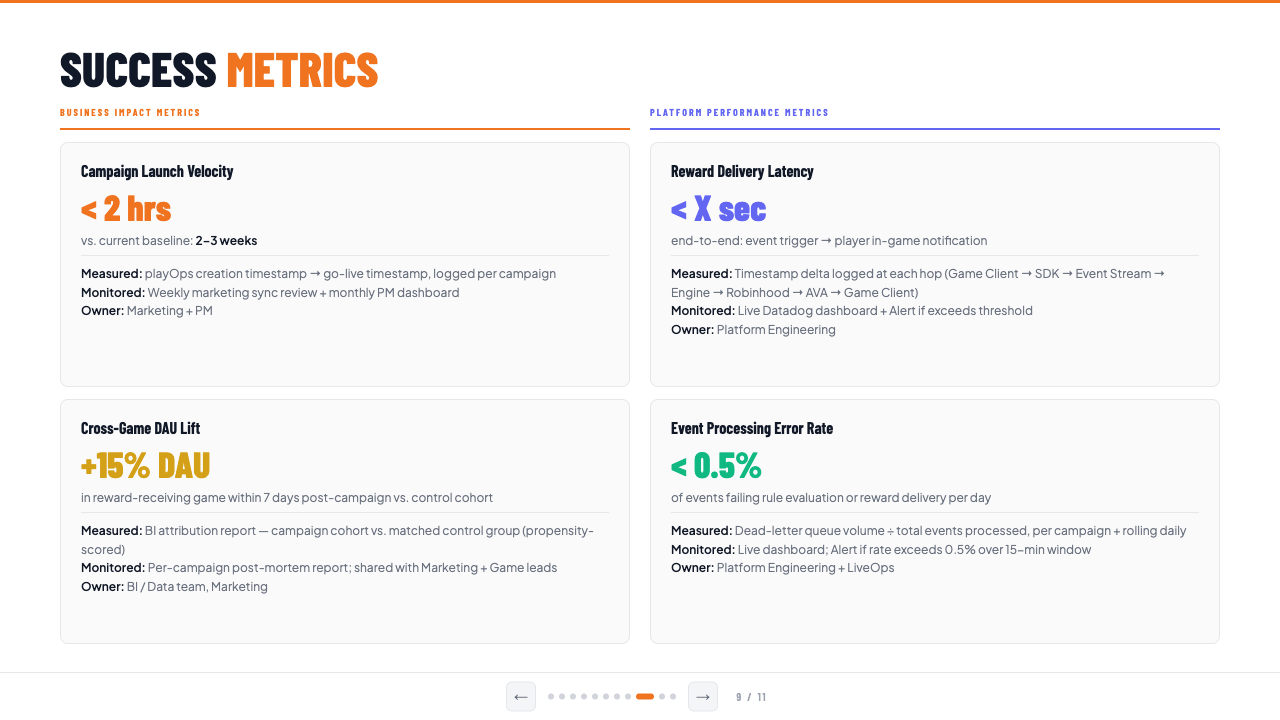 SUCCESS METRICS
BUSINESS IMPACT METRICS
Campaign Launch Velocity
< 2 hrs
vs. current baseline: 2–3 weeks
Measured: playOps creation timestamp → go-live timestamp, logged per campaign
Monitored: Weekly marketing sync review + monthly PM dashboard
Owner: Marketing + PM
Cross-Game DAU Lift
+15% DAU
in reward-receiving game within 7 days post-campaign vs. control cohort
Measured: BI attribution report — campaign cohort vs. matched control group (propensity-
scored)
Monitored: Per-campaign post-mortem report; shared with Marketing + Game leads
Owner: BI / Data team, Marketing
PLATFORM PERFORMANCE METRICS
Reward Delivery Latency
< X sec
end-to-end: event trigger → player in-game notification
Measured: Timestamp delta logged at each hop (Game Client → SDK → Event Stream →
Engine → Robinhood → AVA → Game Client)
Monitored: Live Datadog dashboard + Alert if exceeds threshold
Owner: Platform Engineering
Event Processing Error Rate
< 0.5%
of events failing rule evaluation or reward delivery per day
Measured: Dead-letter queue volume ÷ total events processed, per campaign + rolling daily
Monitored: Live dashboard; Alert if rate exceeds 0.5% over 15-min window
Owner: Platform Engineering + LiveOps
← → 9 / 11